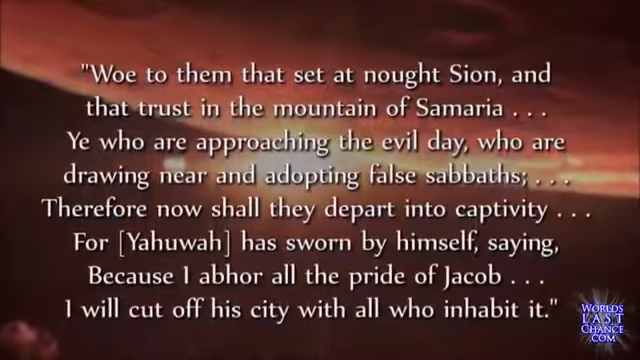 "Woe to them that set at nought Sion, and
that trust in the mountain of Samaria . . .
Ye who are approaching the evil day, who are
drawing near and adopting false sabbaths; . . .
Therefore now shall they depart into captivity . . .
For [Yahuwah] has sworn by himself, saying,
Because I abhor all the pride of Jacob . . .
I will cut off his city with all who inhabit it."
WORLDS
LAST
CHANCE
.COM